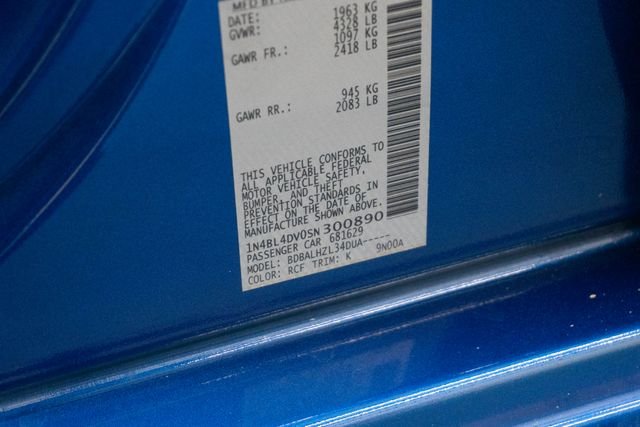 MFD BY
DATE: 1963 KG
GVWR: 4328 LB
1097 KG
GAWR FR.: 2418 LB
945 KG
GAWR RR.: 2083 LB
THIS VEHICLE CONFORMS TO
ALL APPLICABLE FEDERAL
MOTOR VEHICLE SAFETY,
BUMPER, AND THEFT
PREVENTION STANDARDS IN
EFFECT ON THE DATE OF
MANUFACTURE SHOWN ABOVE.
1N4BL4DV0SN300890
PASSENGER CAR 681629
MODEL: BDBALHZL34DUA-----
COLOR: RCF TRIM: K 9N00A